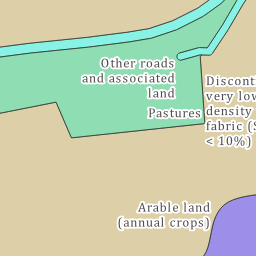 Other roads
and associated
land
Pastures
Discont
very low
density
fabric (S
< 10%)
Arable land
(annual crops)